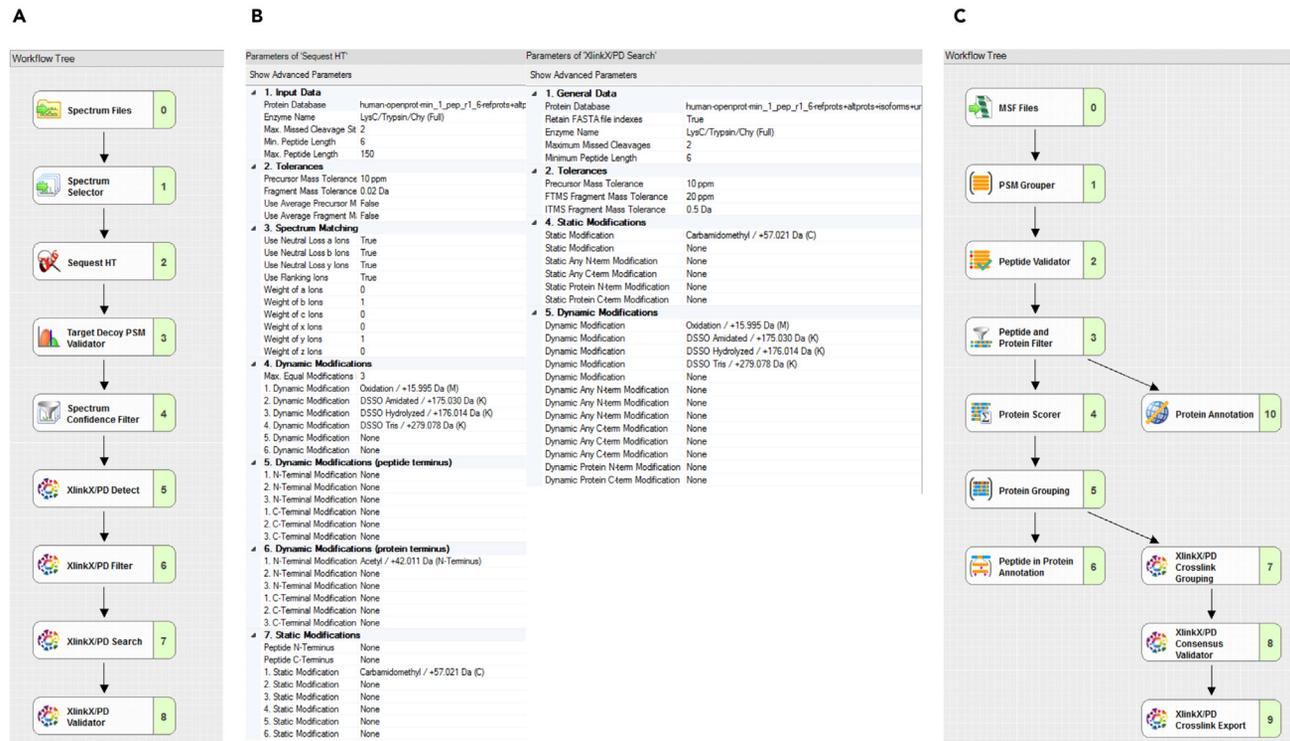 A
Workflow Tree
Spectrum Files 0
Spectrum
Selector 1
Sequest HT 2
Target Decoy PSM
Validator 3
Spectrum
Confidence Filter 4
XlinkX/PD Detect 5
XlinkX/PD Filter 6
XlinkX/PD Search 7
XlinkX/PD
Validator 8
B
Parameters of 'Sequest HT'
Show Advanced Parameters
1. Input Data
Protein Database human-openprot-min_1_pep_r1_6-refprots+altp
Enzyme Name LysC/Trypsin/Chy (Full)
Max. Missed Cleavage Sit 2
Min. Peptide Length 6
Max. Peptide Length 150
2. Tolerances
Precursor Mass Tolerance 10 ppm
Fragment Mass Tolerance 0.02 Da
Use Average Precursor M False
Use Average Fragment M False
3. Spectrum Matching
Use Neutral Loss a Ions True
Use Neutral Loss b Ions True
Use Neutral Loss y Ions True
Use Flanking Ions True
Weight of a Ions 0
Weight of b Ions 1
Weight of c Ions 0
Weight of x Ions 0
Weight of y Ions 1
Weight of z Ions 0
4. Dynamic Modifications
Max. Equal Modifications 3
1. Dynamic Modification Oxidation / +15.995 Da (M)
2. Dynamic Modification DSSO Amidated / +175.030 Da (K)
3. Dynamic Modification DSSO Hydrolyzed / +176.014 Da (K)
4. Dynamic Modification DSSO Tris / +279.078 Da (K)
5. Dynamic Modification None
6. Dynamic Modification None
5. Dynamic Modifications (peptide terminus)
1. N-Terminal Modification None
2. N-Terminal Modification None
3. N-Terminal Modification None
1. C-Terminal Modification None
2. C-Terminal Modification None
3. C-Terminal Modification None
6. Dynamic Modifications (protein terminus)
1. N-Terminal Modification Acetyl / +42.011 Da (N-Terminus)
2. N-Terminal Modification None
3. N-Terminal Modification None
1. C-Terminal Modification None
2. C-Terminal Modification None
3. C-Terminal Modification None
7. Static Modifications
Peptide N-Terminus None
Peptide C-Terminus None
1. Static Modification Carbamidomethyl / +57.021 Da (C)
2. Static Modification None
3. Static Modification None
4. Static Modification None
5. Static Modification None
6. Static Modification None
Parameters of 'XlinkX/PD Search'
Show Advanced Parameters
1. General Data
Protein Database human-openprot-min_1_pep_r1_6-refprots+altprots+isoforms+ur
Retain FASTA file indexes True
Enzyme Name LysC/Trypsin/Chy (Full)
Maximum Missed Cleavages 2
Minimum Peptide Length 6
2. Tolerances
Precursor Mass Tolerance 10 ppm
FTMS Fragment Mass Tolerance 20 ppm
ITMS Fragment Mass Tolerance 0.5 Da
4. Static Modifications
Static Modification Carbamidomethyl / +57.021 Da (C)
Static Modification None
Static Any N-term Modification None
Static Any C-term Modification None
Static Protein N-term Modification None
Static Protein C-term Modification None
5. Dynamic Modifications
Dynamic Modification Oxidation / +15.995 Da (M)
Dynamic Modification DSSO Amidated / +175.030 Da (K)
Dynamic Modification DSSO Hydrolyzed / +176.014 Da (K)
Dynamic Modification DSSO Tris / +279.078 Da (K)
Dynamic Modification None
Dynamic Any N-term Modification None
Dynamic Any N-term Modification None
Dynamic Any N-term Modification None
Dynamic Any C-term Modification None
Dynamic Any C-term Modification None
Dynamic Any C-term Modification None
Dynamic Protein N-term Modification None
Dynamic Protein C-term Modification None
C
Workflow Tree
MSF Files 0
PSM Grouper 1
Peptide Validator 2
Peptide and
Protein Filter 3
Protein Scorer 4
Protein Annotation 10
Protein Grouping 5
Peptide in Protein
Annotation 6
XlinkX/PD
Crosslink
Grouping 7
XlinkX/PD
Consensus
Validator 8
XlinkX/PD
Crosslink Export 9